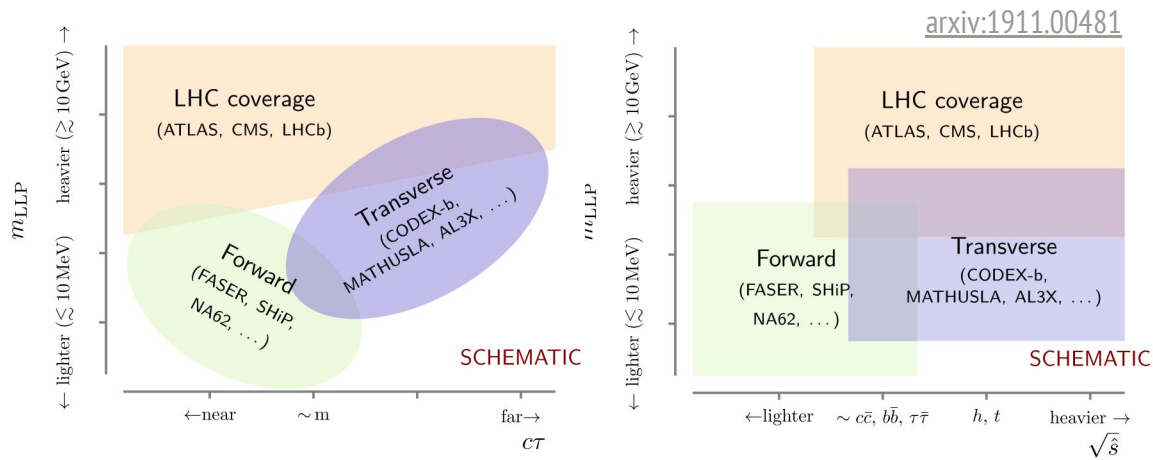 arxiv:1911.00481
← lighter (≲ 10 MeV)   heavier (≳ 10 GeV) →
m_LLP
LHC coverage
(ATLAS, CMS, LHCb)
Transverse
(CODEX-b,
MATHUSLA, AL3X, ...)
Forward
(FASER, SHiP,
NA62, ...)
SCHEMATIC
←near   ∼ m   far→
cτ
← lighter (≲ 10 MeV)   heavier (≳ 10 GeV) →
m_LLP
LHC coverage
(ATLAS, CMS, LHCb)
Forward
(FASER, SHiP,
NA62, ...)
Transverse
(CODEX-b,
MATHUSLA, AL3X, ...)
SCHEMATIC
←lighter   ∼ cc̄, bb̄, ττ̄   h, t   heavier →
√ŝ